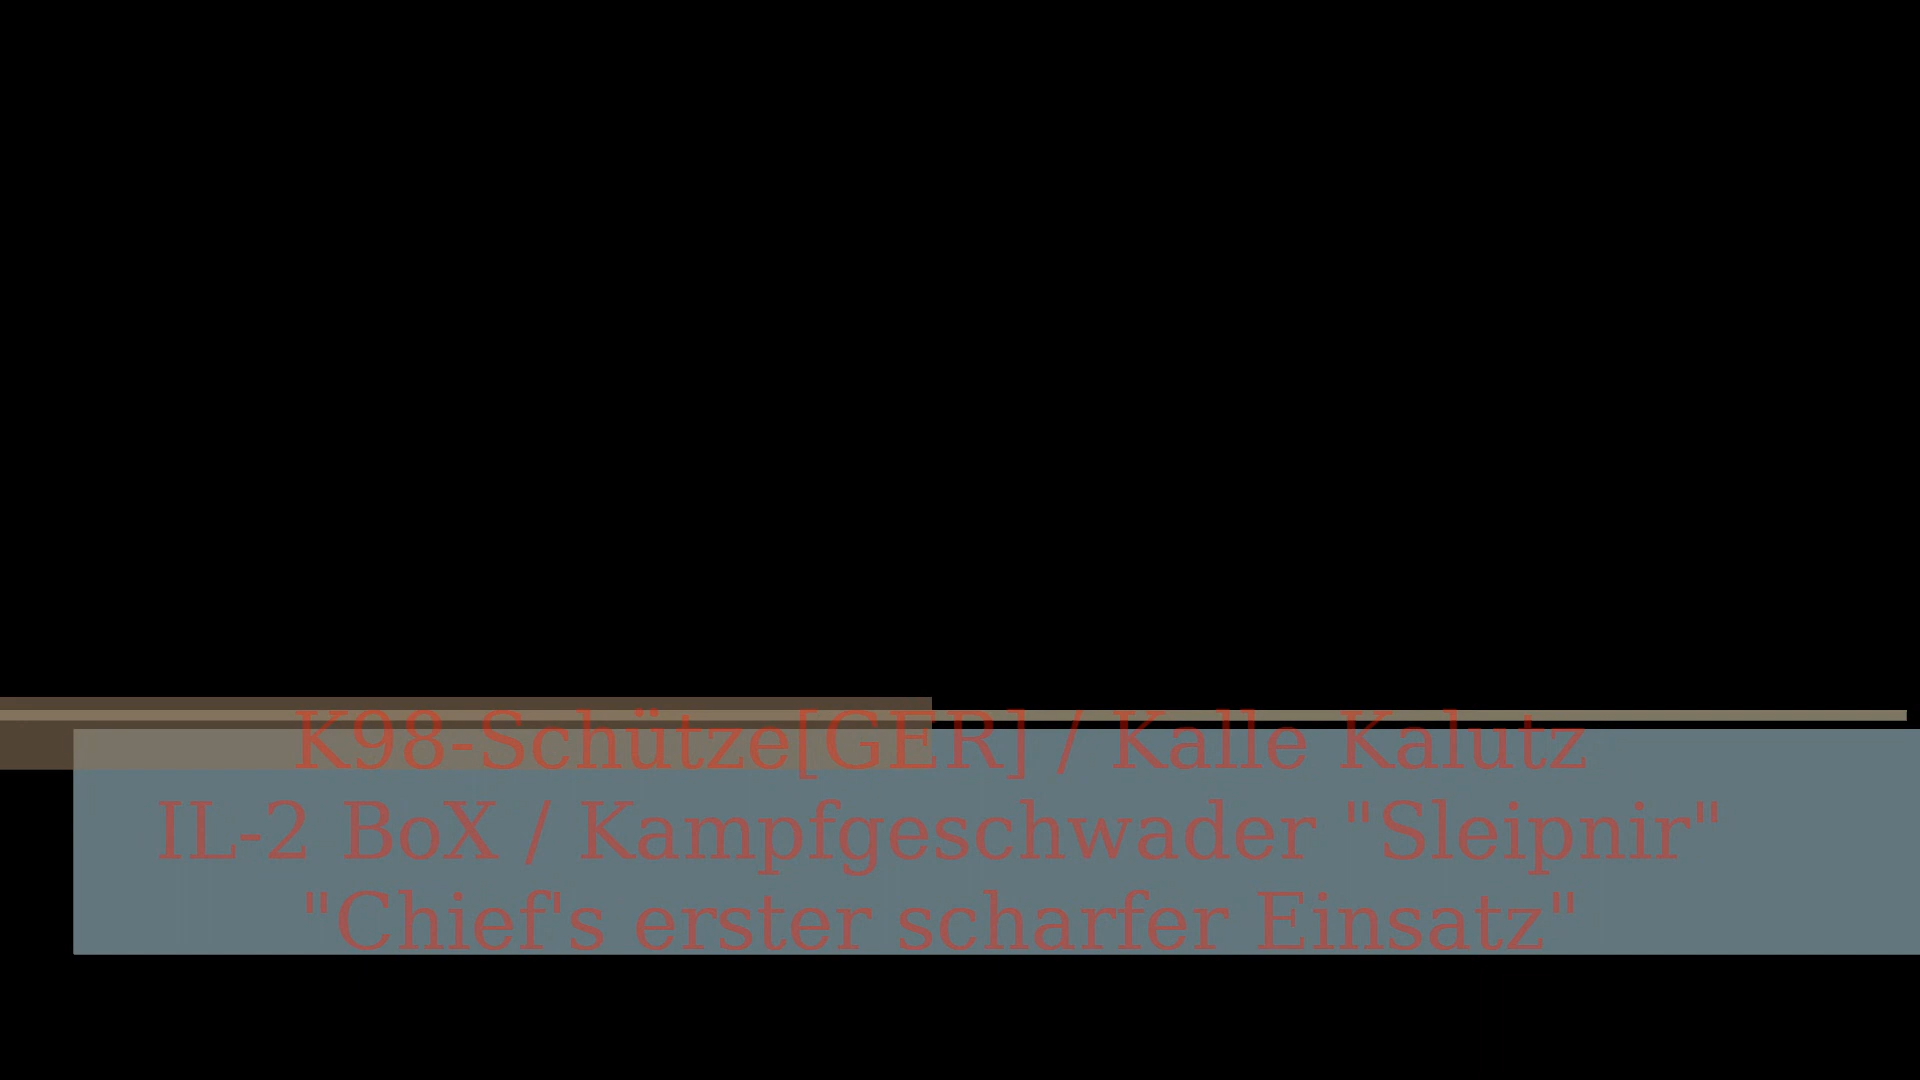 K98-Schütze[GER] / Kalle Kalutz
IL-2 BoX / Kampfgeschwader "Sleipnir"
"Chief's erster scharfer Einsatz"